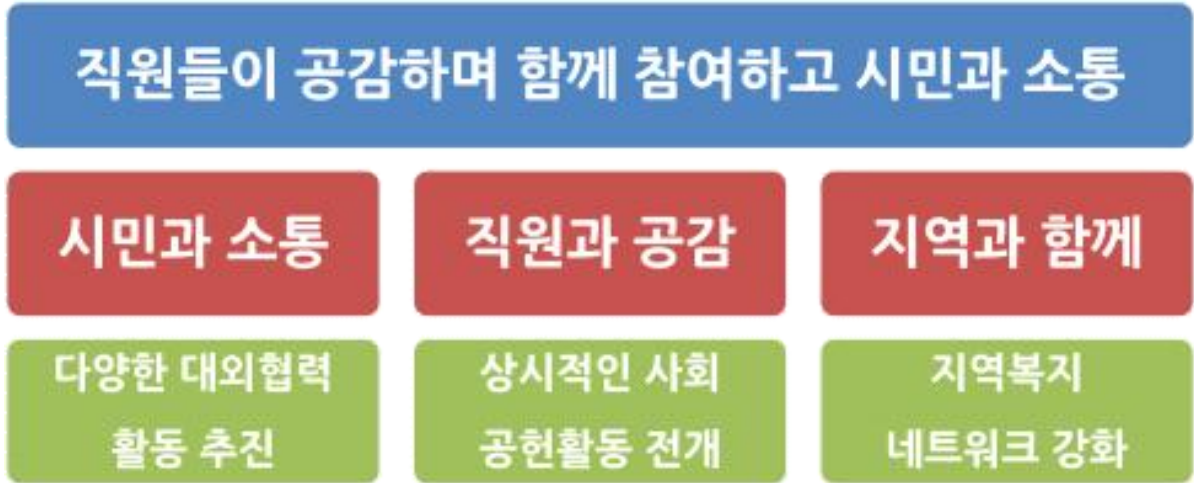 직원들이 공감하며 함께 참여하고 시민과 소통
시민과 소통
직원과 공감
지역과 함께
다양한 대외협력
활동 추진
상시적인 사회
공헌활동 전개
지역복지
네트워크 강화